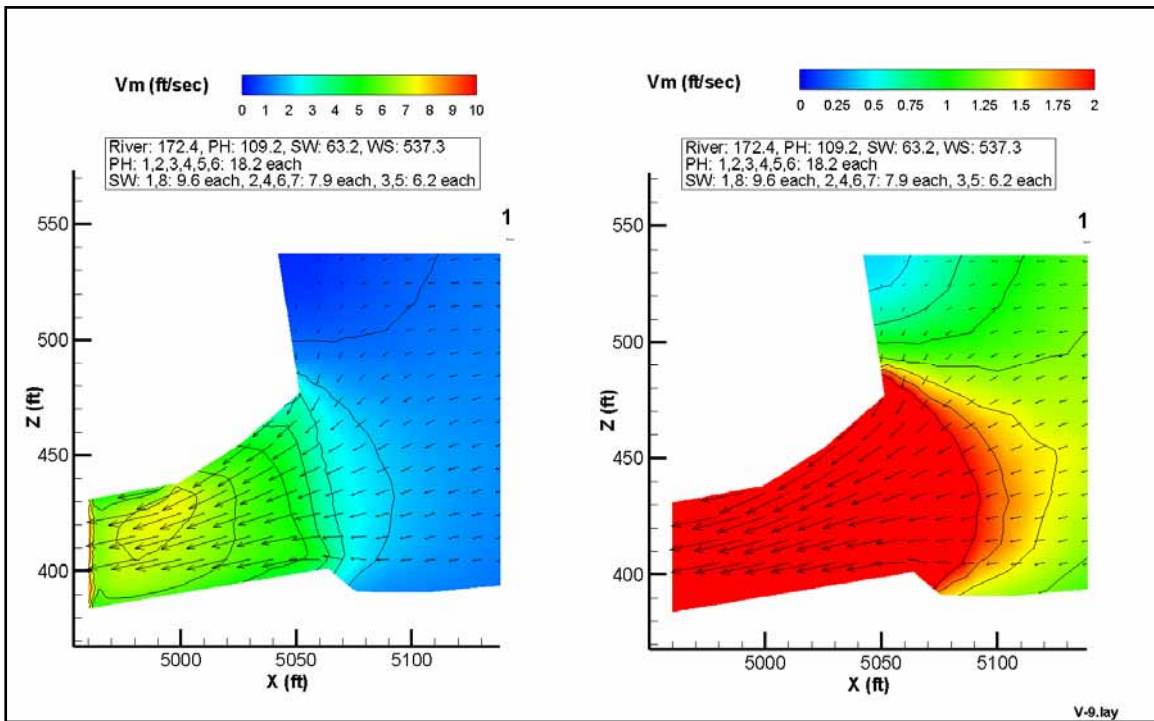 Vm (ft/sec)
0 1 2 3 4 5 6 7 8 9 10
River: 172.4, PH: 109.2, SW: 63.2, WS: 537.3
PH: 1,2,3,4,5,6: 18.2 each
SW: 1,8: 9.6 each, 2,4,6,7: 7.9 each, 3,5: 6.2 each
1
550
500
450
400
Z (ft)
5000 5050 5100
X (ft)
Vm (ft/sec)
0 0.25 0.5 0.75 1 1.25 1.5 1.75 2
River: 172.4, PH: 109.2, SW: 63.2, WS: 537.3
PH: 1,2,3,4,5,6: 18.2 each
SW: 1,8: 9.6 each, 2,4,6,7: 7.9 each, 3,5: 6.2 each
1
550
500
450
400
Z (ft)
5000 5050 5100
X (ft)
V-9.lay